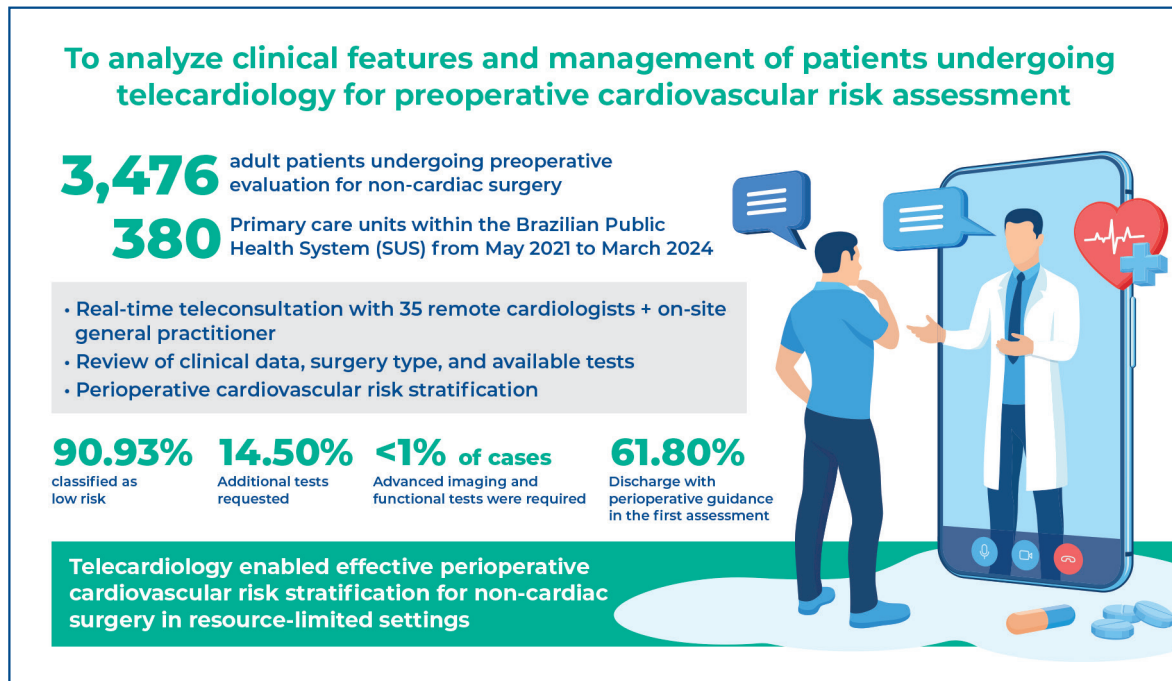 To analyze clinical features and management of patients undergoing
telecardiology for preoperative cardiovascular risk assessment
3,476 adult patients undergoing preoperative
evaluation for non-cardiac surgery
380 Primary care units within the Brazilian Public
Health System (SUS) from May 2021 to March 2024
• Real-time teleconsultation with 35 remote cardiologists + on-site
general practitioner
• Review of clinical data, surgery type, and available tests
• Perioperative cardiovascular risk stratification
90.93%
classified as
low risk
14.50%
Additional tests
requested
<1% of cases
Advanced imaging and
functional tests were required
61.80%
Discharge with
perioperative guidance
in the first assessment
Telecardiology enabled effective perioperative
cardiovascular risk stratification for non-cardiac
surgery in resource-limited settings